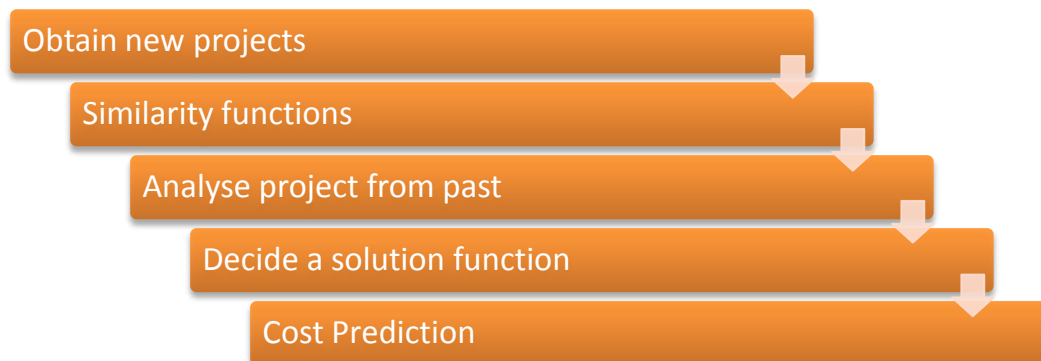 Obtain new projects
Similarity functions
Analyse project from past
Decide a solution function
Cost Prediction